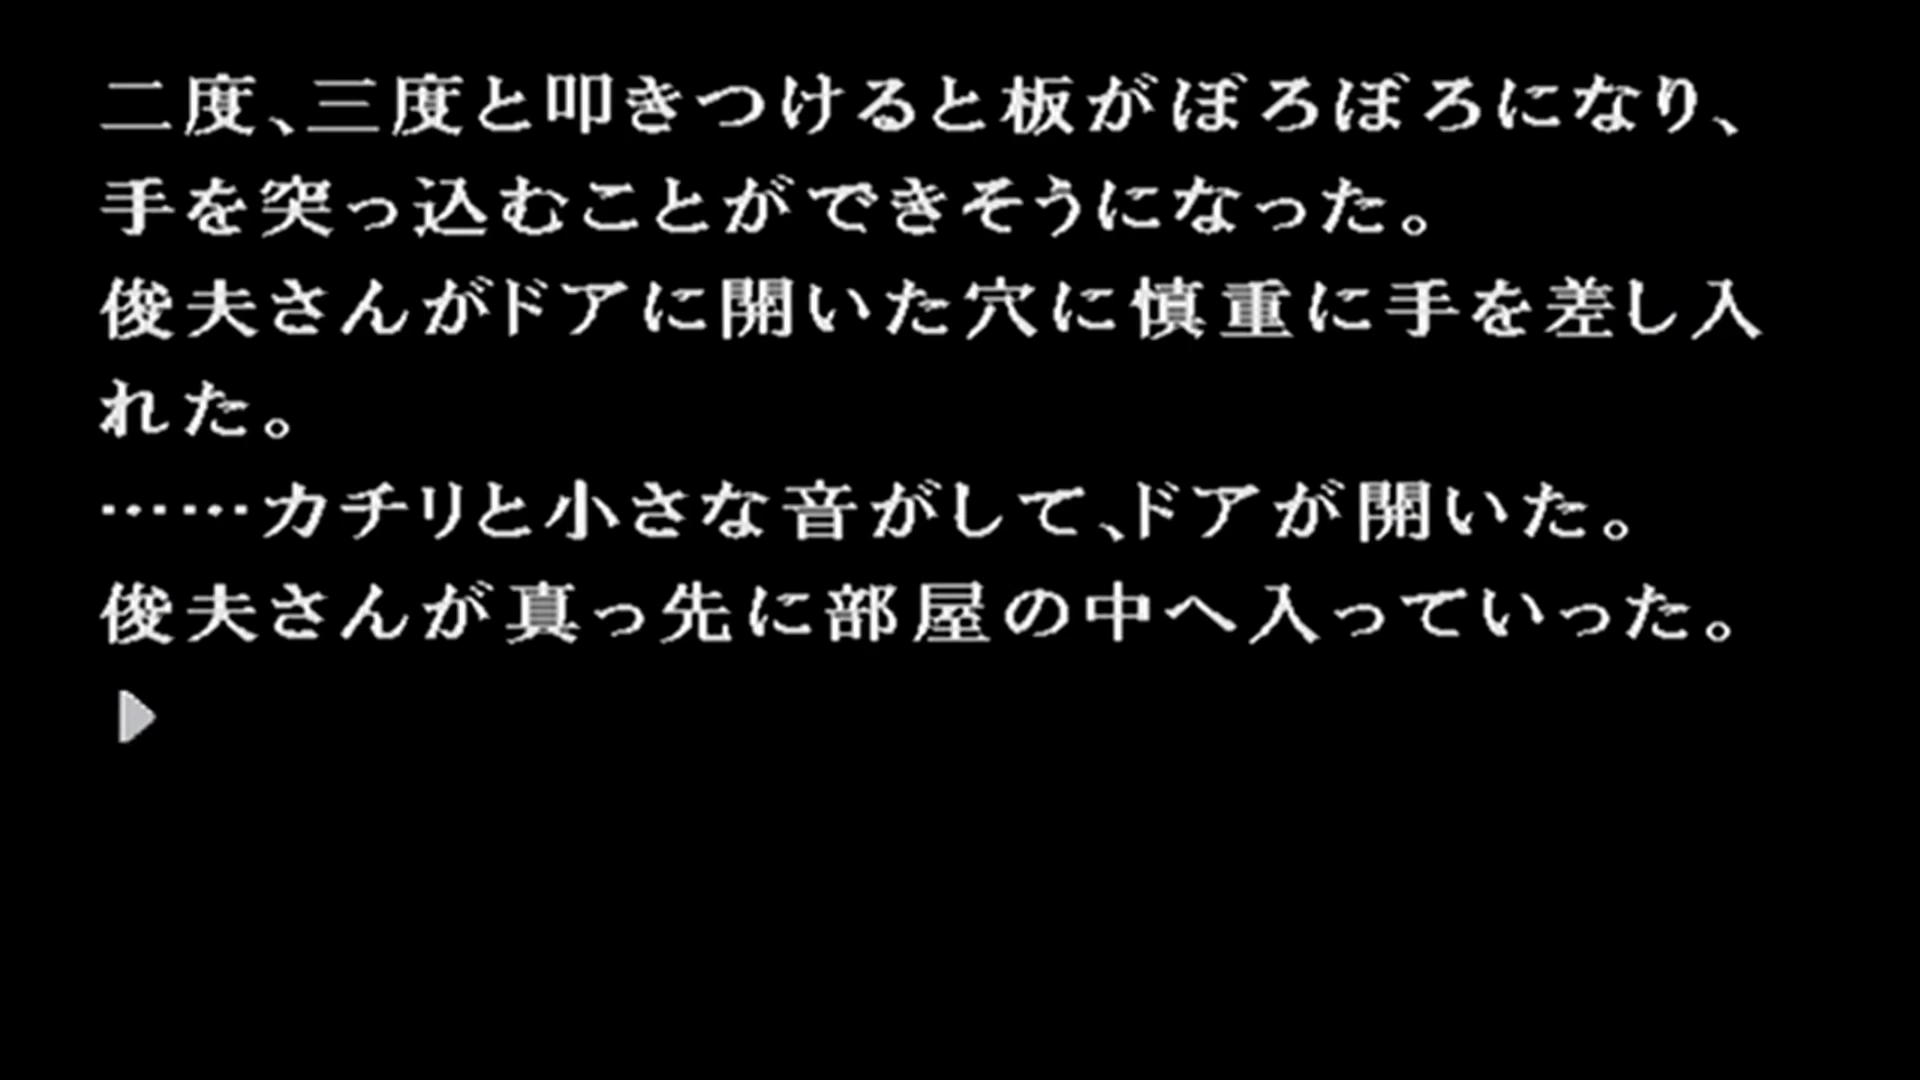 二度、三度と叩きつけると板がぼろぼろになり、
手を突っ込むことができそうになった。
俊夫さんがドアに開いた穴に慎重に手を差し入
れた。
……カチリと小さな音がして、ドアが開いた。
俊夫さんが真っ先に部屋の中へ入っていった。